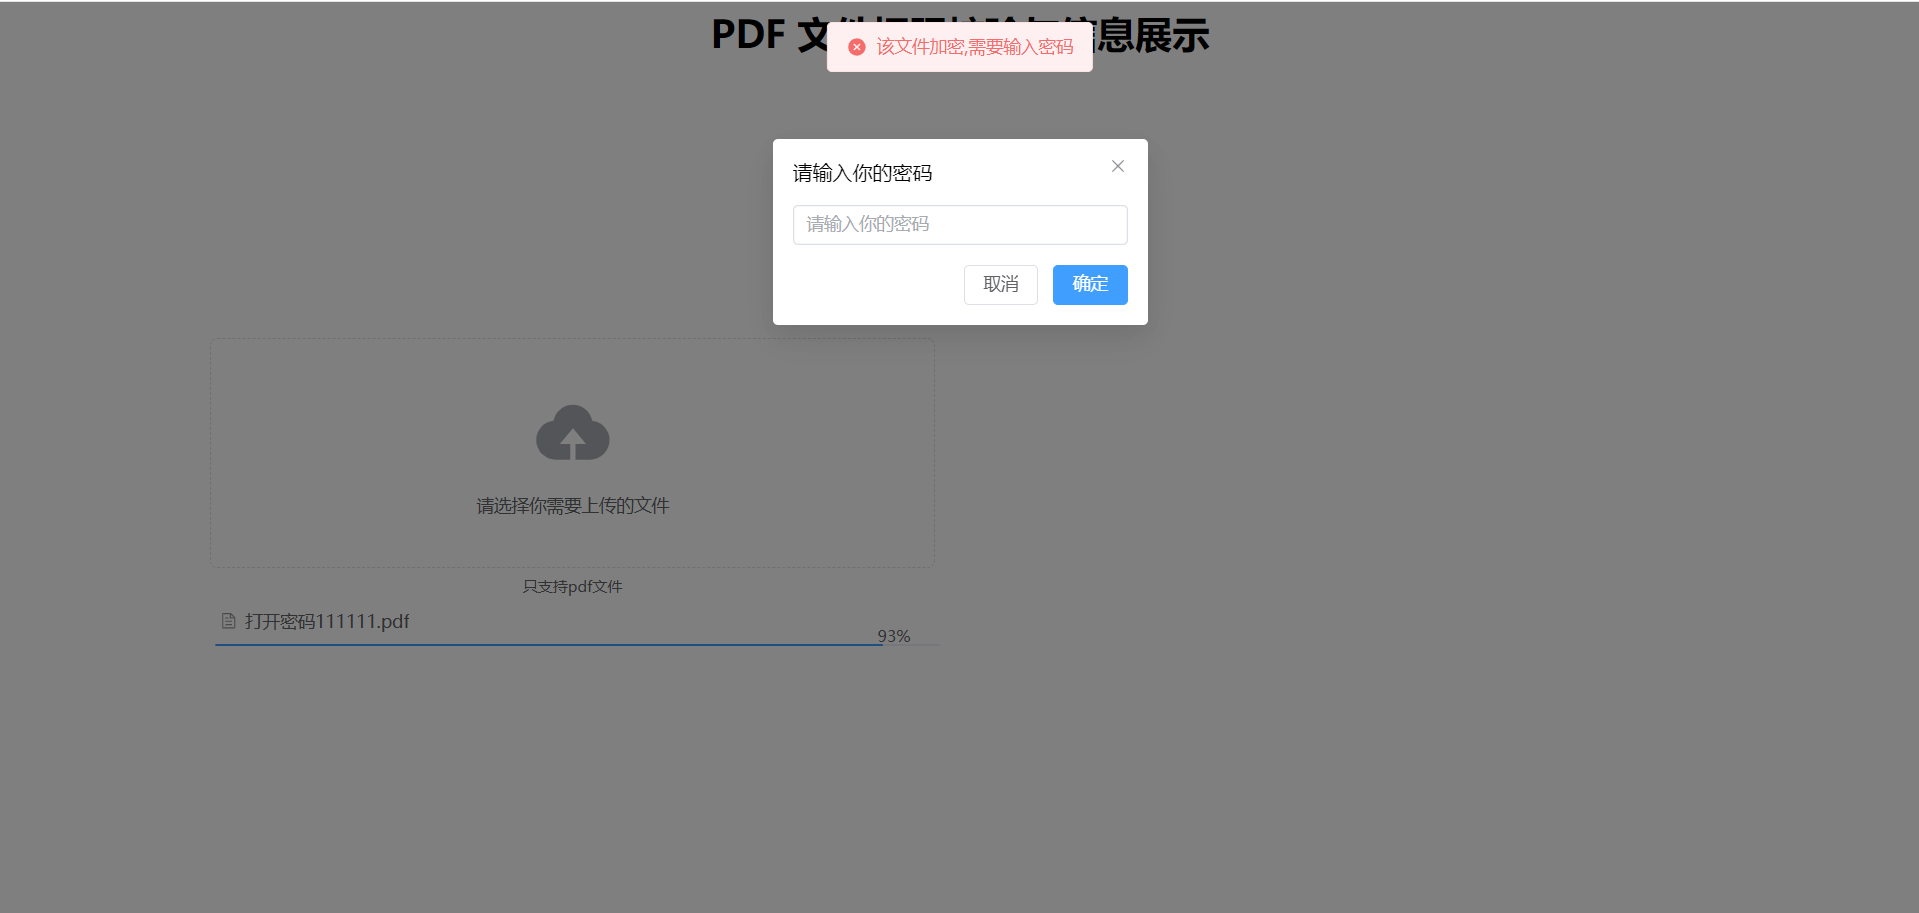 PDF 文 息展示
该文件加密,需要输入密码
请输入你的密码
请输入你的密码
取消
确定
请选择你需要上传的文件
只支持pdf文件
打开密码111111.pdf
93%